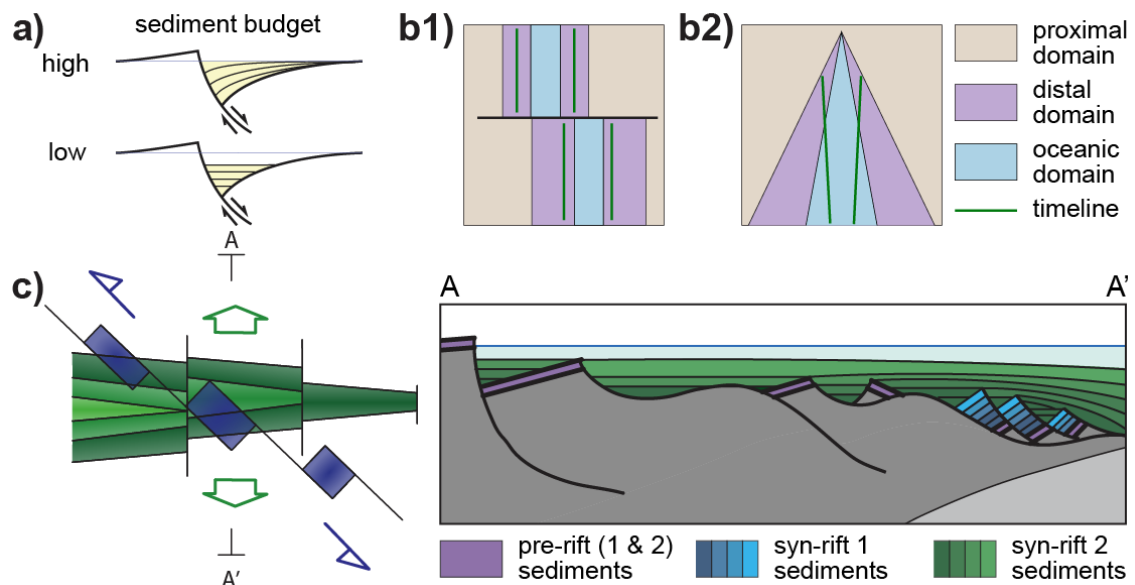 a)
sediment budget
high
low
b1)
b2)
proximal
domain
distal
domain
oceanic
domain
timeline
c)
A
A'
A
A'
pre-rift (1 & 2)
sediments
syn-rift 1
sediments
syn-rift 2
sediments